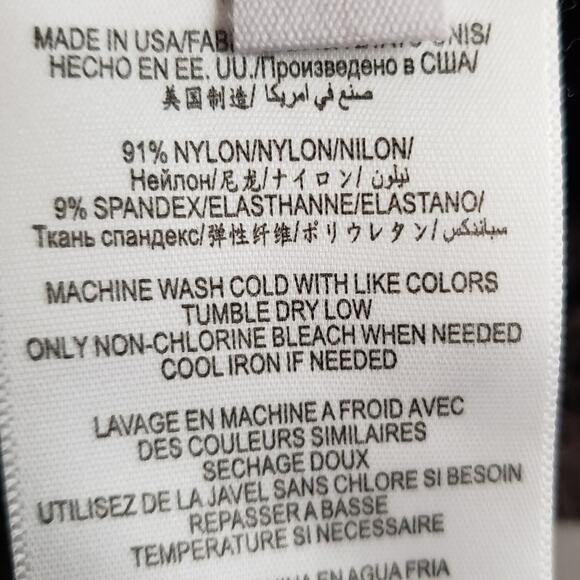 MADE IN USA/
HECHO EN EE. UU./Произведено в США/
美国制造/ صنع في امريكا
91% NYLON/NYLON/NILON/
Нейлон/尼龙/ナイロン/ نيلون
9% SPANDEX/ELASTHANNE/ELASTANO/
Ткань спандекс/弹性纤维/ポリウレタン/ سباندكس
MACHINE WASH COLD WITH LIKE COLORS
TUMBLE DRY LOW
ONLY NON-CHLORINE BLEACH WHEN NEEDED
COOL IRON IF NEEDED
LAVAGE EN MACHINE A FROID AVEC
DES COULEURS SIMILAIRES
SECHAGE DOUX
UTILISEZ DE LA JAVEL SANS CHLORE SI BESOIN
REPASSER A BASSE
TEMPERATURE SI NECESSAIRE
EN AGUA FRIA